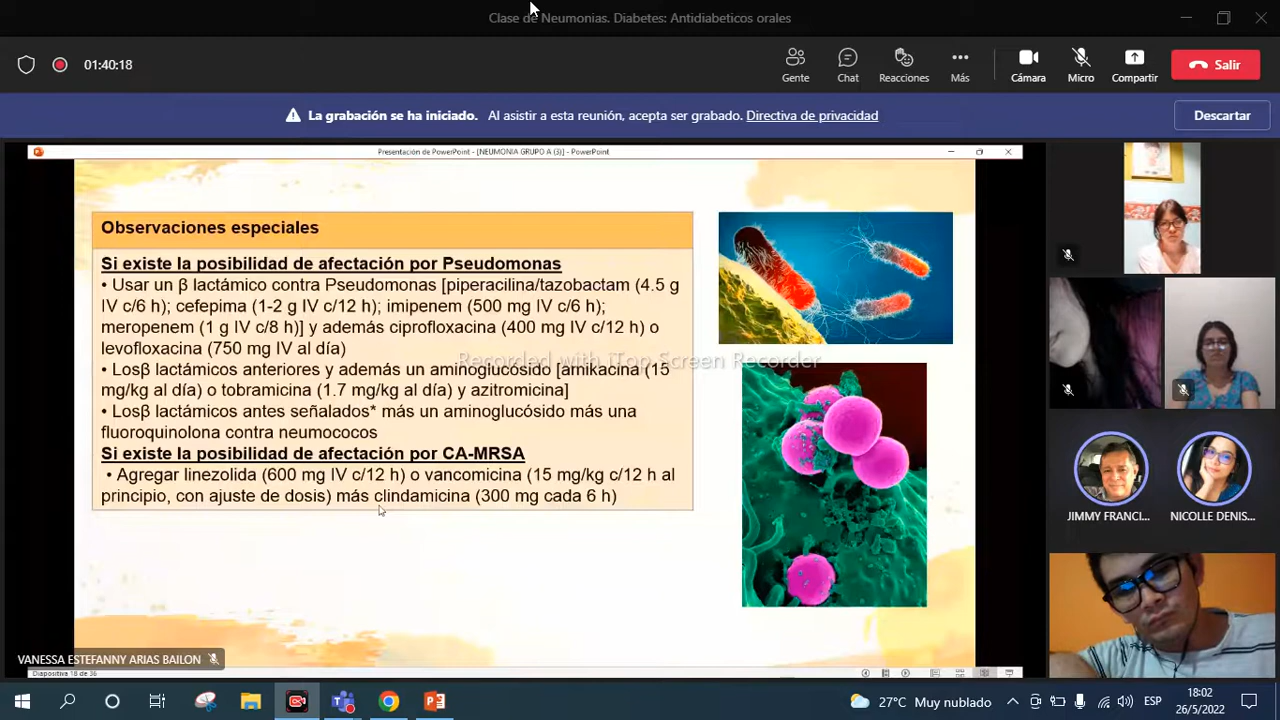 Clase de Neumonias. Diabetes: Antidiabeticos orales
01:40:18
Gente
Chat
Reacciones
Más
Cámara
Micro
Compartir
Salir
La grabación se ha iniciado. Al asistir a esta reunión, acepta ser grabado. Directiva de privacidad
Descartar
Presentación de PowerPoint - [NEUMONIA GRUPO A (3)] - PowerPoint
Observaciones especiales
Si existe la posibilidad de afectación por Pseudomonas
• Usar un β lactámico contra Pseudomonas [piperacilina/tazobactam (4.5 g
IV c/6 h); cefepima (1-2 g IV c/12 h); imipenem (500 mg IV c/6 h);
meropenem (1 g IV c/8 h)] y además ciprofloxacina (400 mg IV c/12 h) o
levofloxacina (750 mg IV al día)
• Losβ lactámicos anteriores y además un aminoglucósido [amikacina (15
mg/kg al día) o tobramicina (1.7 mg/kg al día) y azitromicina]
• Losβ lactámicos antes señalados* más un aminoglucósido más una
fluoroquinolona contra neumococos
Si existe la posibilidad de afectación por CA-MRSA
• Agregar linezolida (600 mg IV c/12 h) o vancomicina (15 mg/kg c/12 h al
principio, con ajuste de dosis) más clindamicina (300 mg cada 6 h)
Recorded with iTop Screen Recorder
JIMMY FRANCI...
NICOLLE DENIS...
VANESSA ESTEFANNY ARIAS BAILON
Diapositiva 18 de 36
27°C Muy nublado
ESP
18:02
26/5/2022